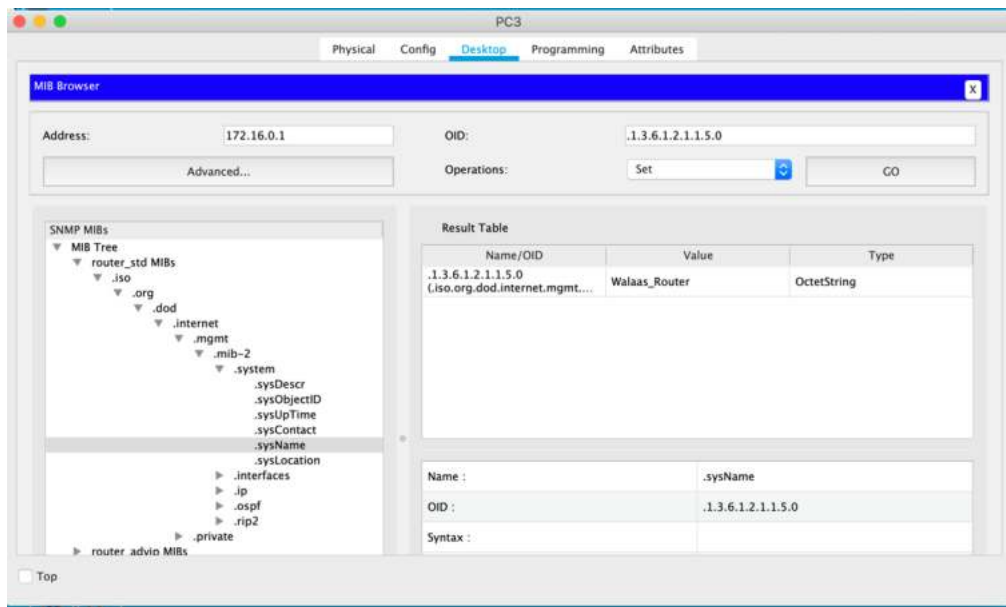 PC3
Physical Config Desktop Programming Attributes
MIB Browser X
Address: 172.16.0.1 OID: .1.3.6.1.2.1.1.5.0
Advanced... Operations: Set GO
SNMP MIBs
MIB Tree
router_std MIBs
.iso
.org
.dod
.internet
.mgmt
.mib-2
.system
.sysDescr
.sysObjectID
.sysUpTime
.sysContact
.sysName
.sysLocation
.interfaces
.ip
.ospf
.rip2
.private
router_advip MIBs
Result Table
Name/OID Value Type
.1.3.6.1.2.1.1.5.0 Walaas_Router OctetString
(.iso.org.dod.internet.mgmt....
Name : .sysName
OID : .1.3.6.1.2.1.1.5.0
Syntax :
Top